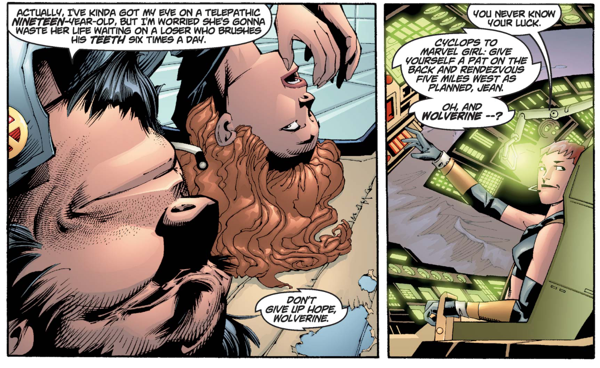 ACTUALLY, I'VE KINDA GOT MY EYE ON A TELEPATHIC
NINETEEN-YEAR-OLD, BUT I'M WORRIED SHE'S GONNA
WASTE HER LIFE WAITING ON A LOSER WHO BRUSHES
HIS TEETH SIX TIMES A DAY.
DON'T
GIVE UP HOPE,
WOLVERINE.
YOU NEVER KNOW
YOUR LUCK.
CYCLOPS TO
MARVEL GIRL: GIVE
YOURSELF A PAT ON THE
BACK AND RENDEZVOUS
FIVE MILES WEST AS
PLANNED, JEAN.
OH, AND
WOLVERINE --?